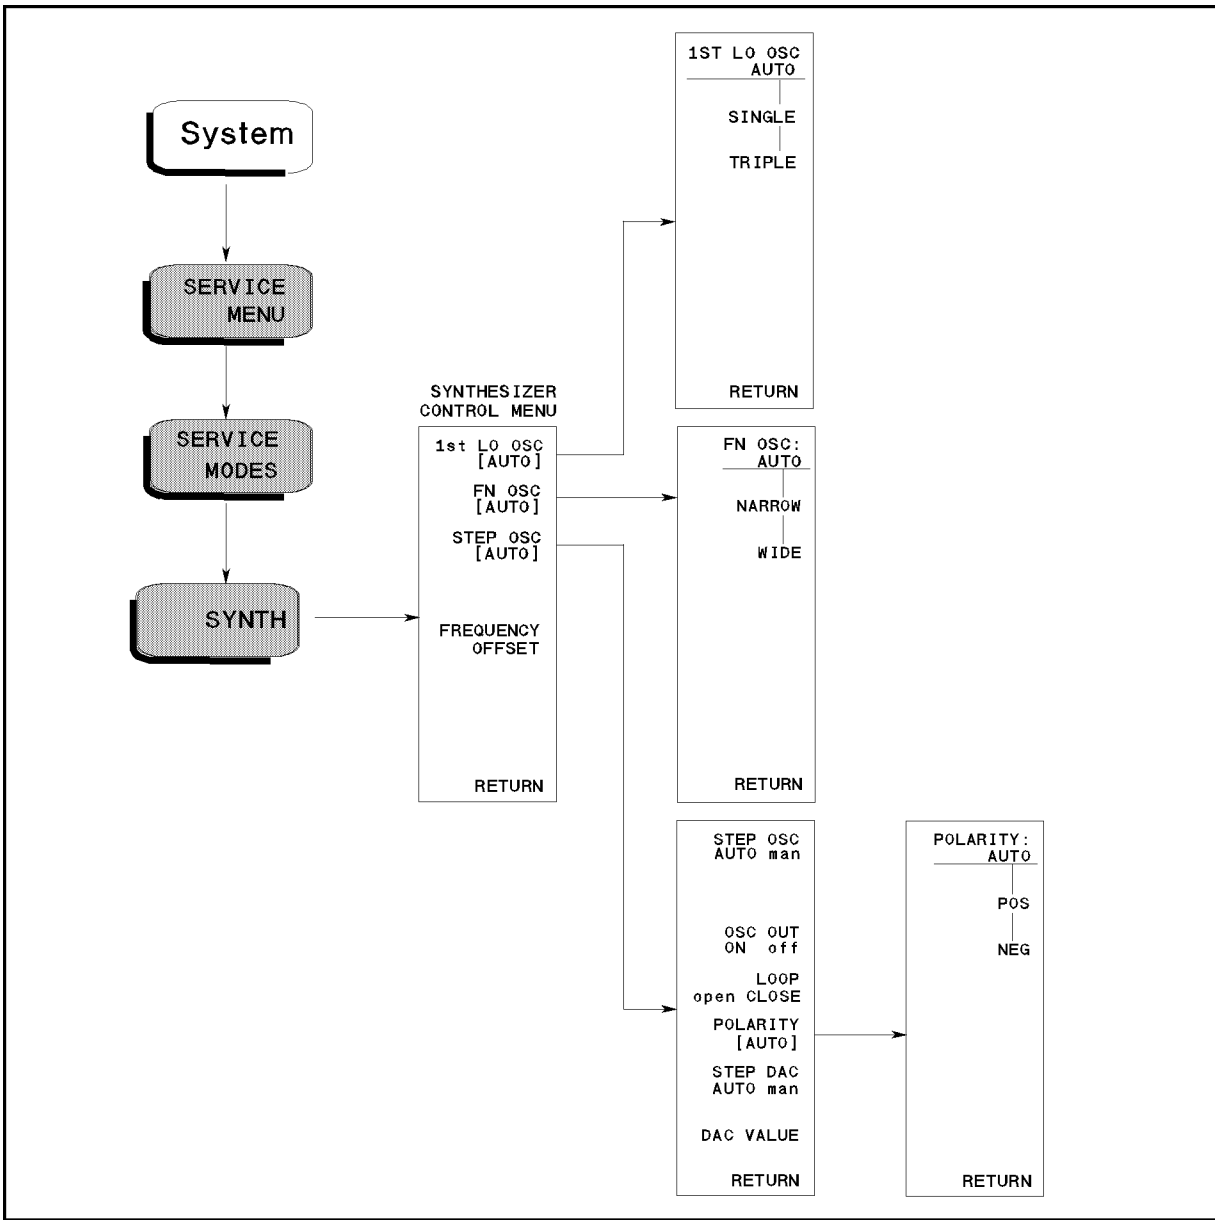 System
SERVICE
MENU
SERVICE
MODES
SYNTH
SYNTHESIZER
CONTROL MENU
1st LO OSC
[AUTO]
FN OSC
[AUTO]
STEP OSC
[AUTO]
FREQUENCY
OFFSET
RETURN
1ST LO OSC
AUTO
SINGLE
TRIPLE
RETURN
FN OSC:
AUTO
NARROW
WIDE
RETURN
STEP OSC
AUTO man
OSC OUT
ON off
LOOP
open CLOSE
POLARITY
[AUTO]
STEP DAC
AUTO man
DAC VALUE
RETURN
POLARITY:
AUTO
POS
NEG
RETURN